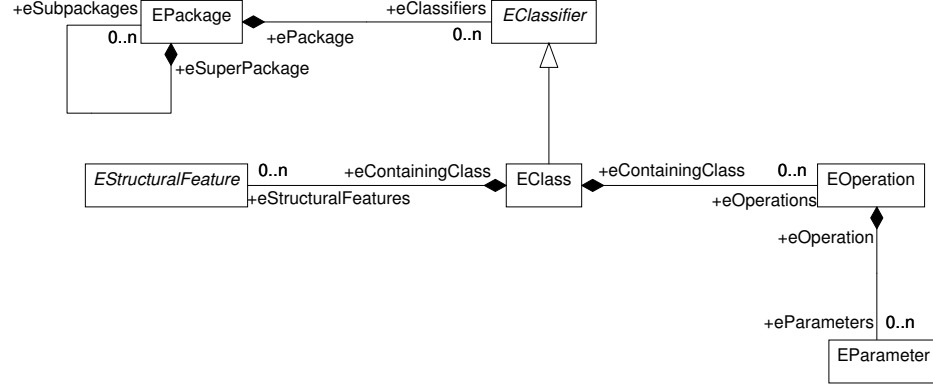 +eSubpackages
EPackage
+eClassifiers
EClassifier
0..n
+ePackage
0..n
+eSuperPackage
EStructuralFeature
0..n
+eContainingClass
EClass
+eContainingClass
0..n
EOperation
+eStructuralFeatures
+eOperations
+eOperation
+eParameters
0..n
EParameter